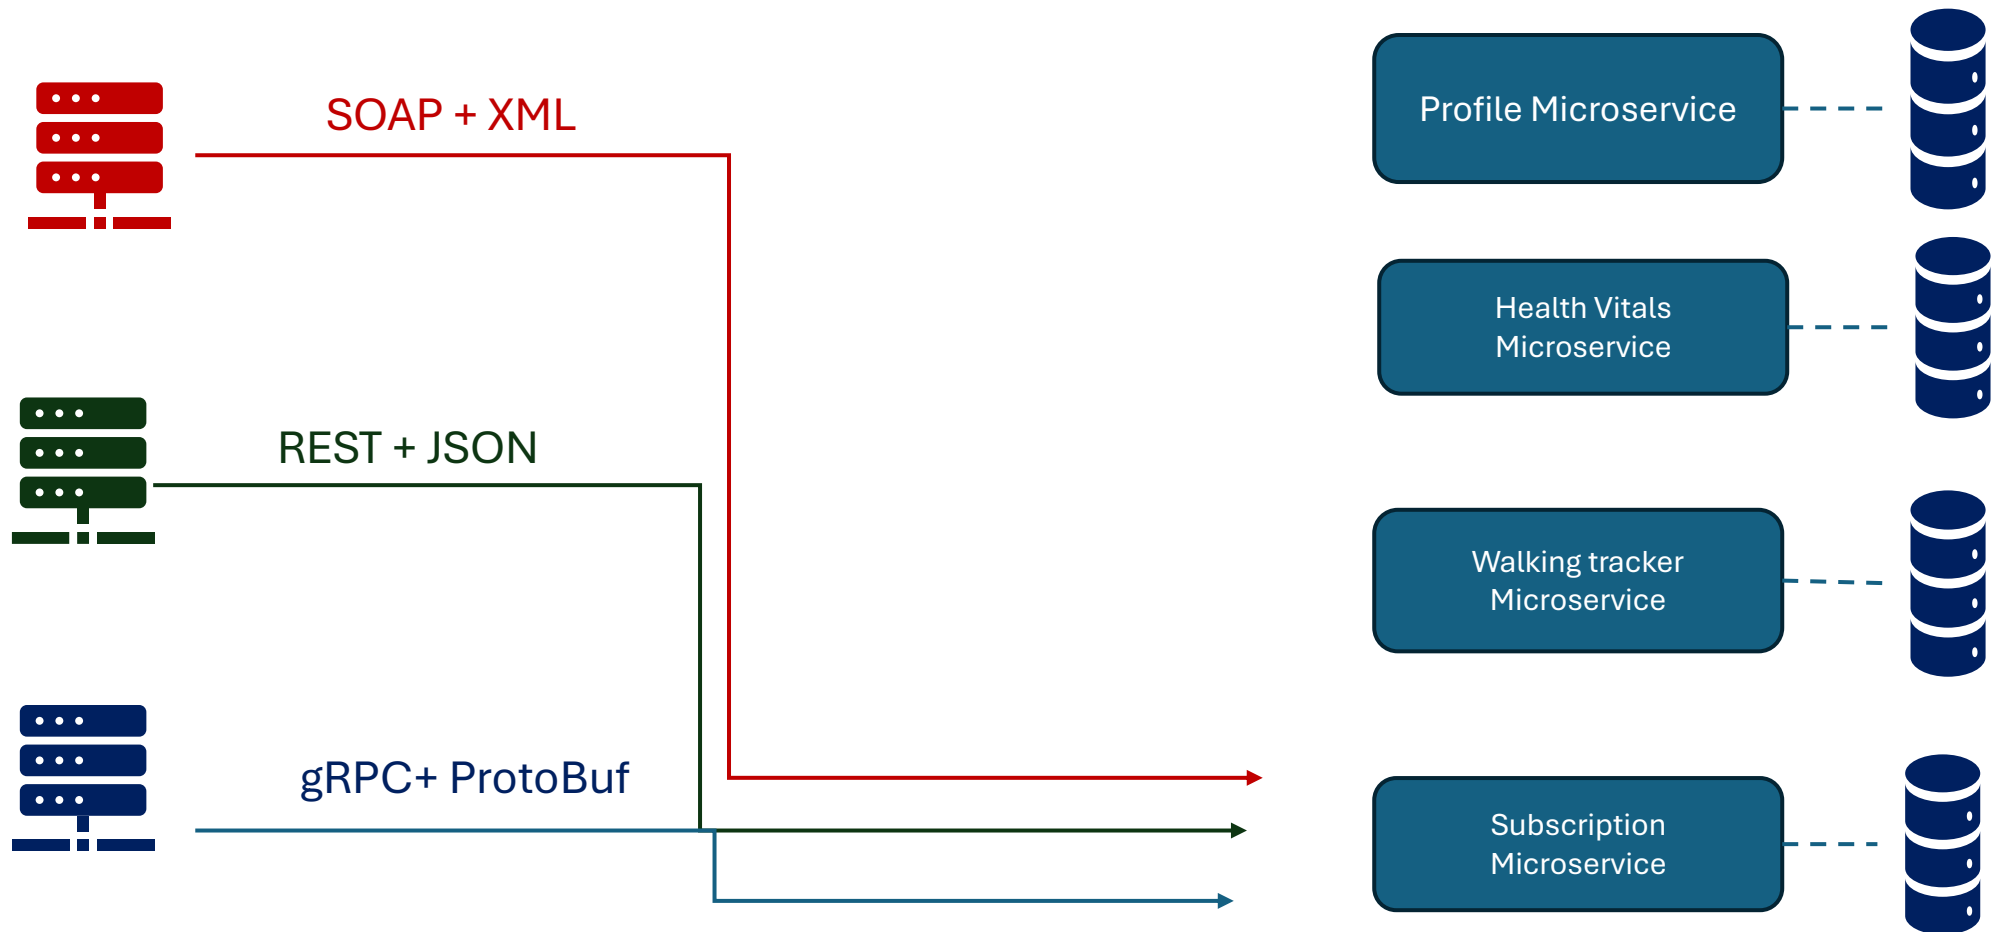 SOAP + XML
Profile Microservice
Health Vitals
Microservice
REST + JSON
Walking tracker
Microservice
gRPC+ ProtoBuf
Subscription
Microservice